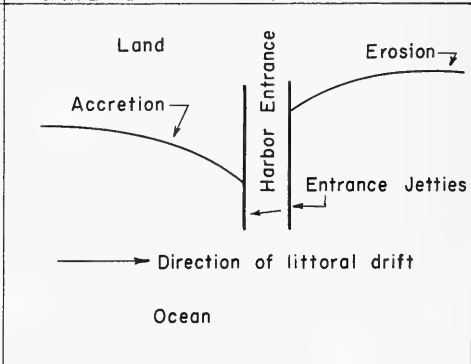 Land
Harbor Entrance
Erosion
Accretion
Entrance Jetties
Direction of littoral drift
Ocean